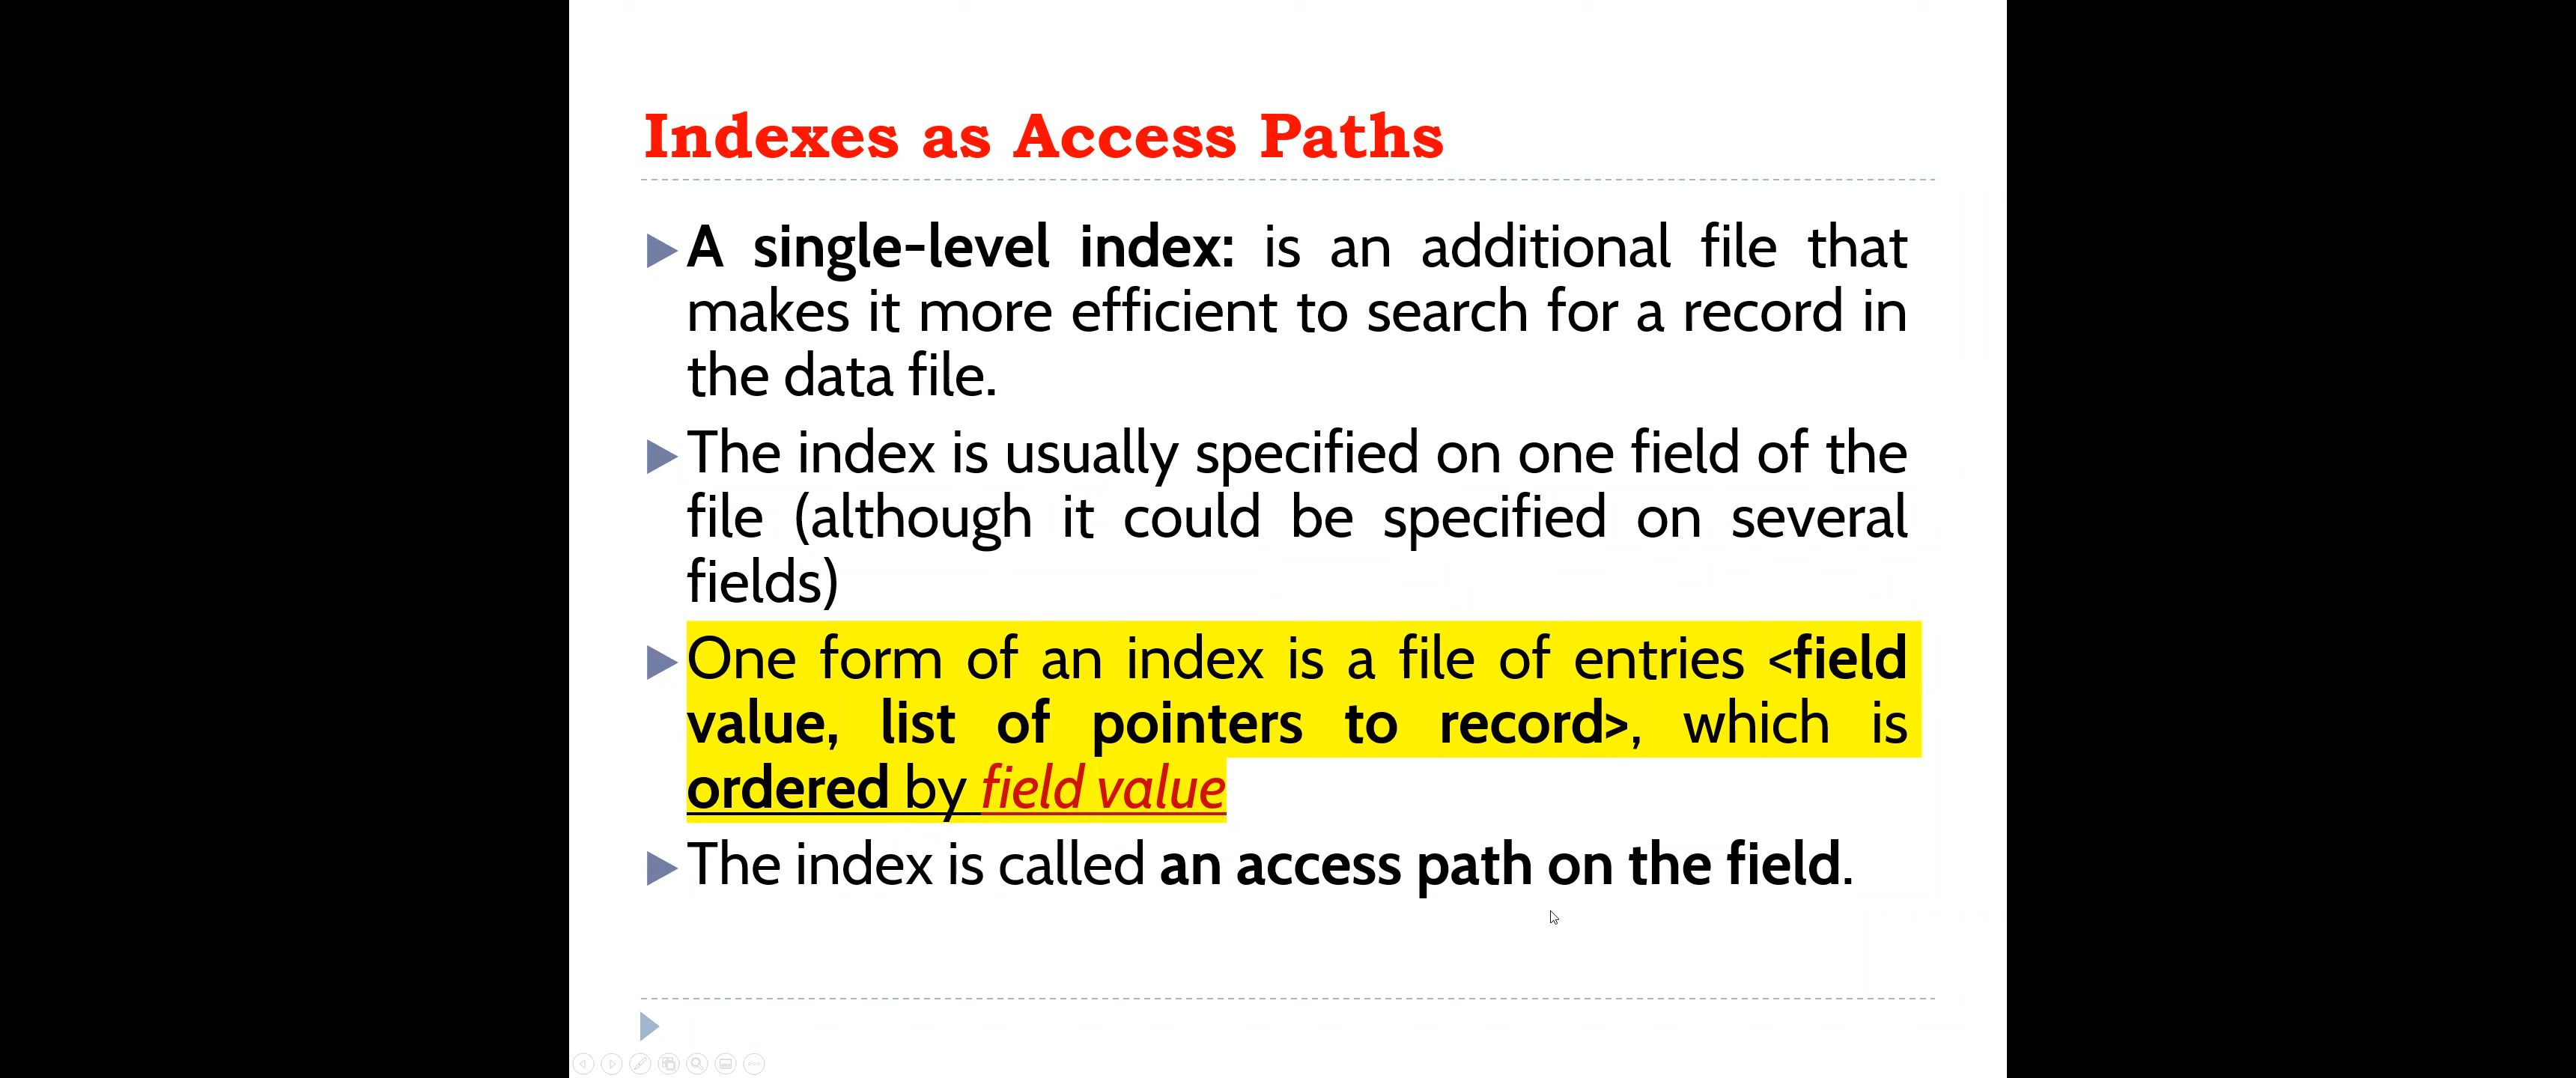 Indexes as Access Paths
A single-level index: is an additional file that
makes it more efficient to search for a record in
the data file.
The index is usually specified on one field of the
file (although it could be specified on several
fields)
One form of an index is a file of entries <field
value, list of pointers to record>, which is
ordered by field value
The index is called an access path on the field.